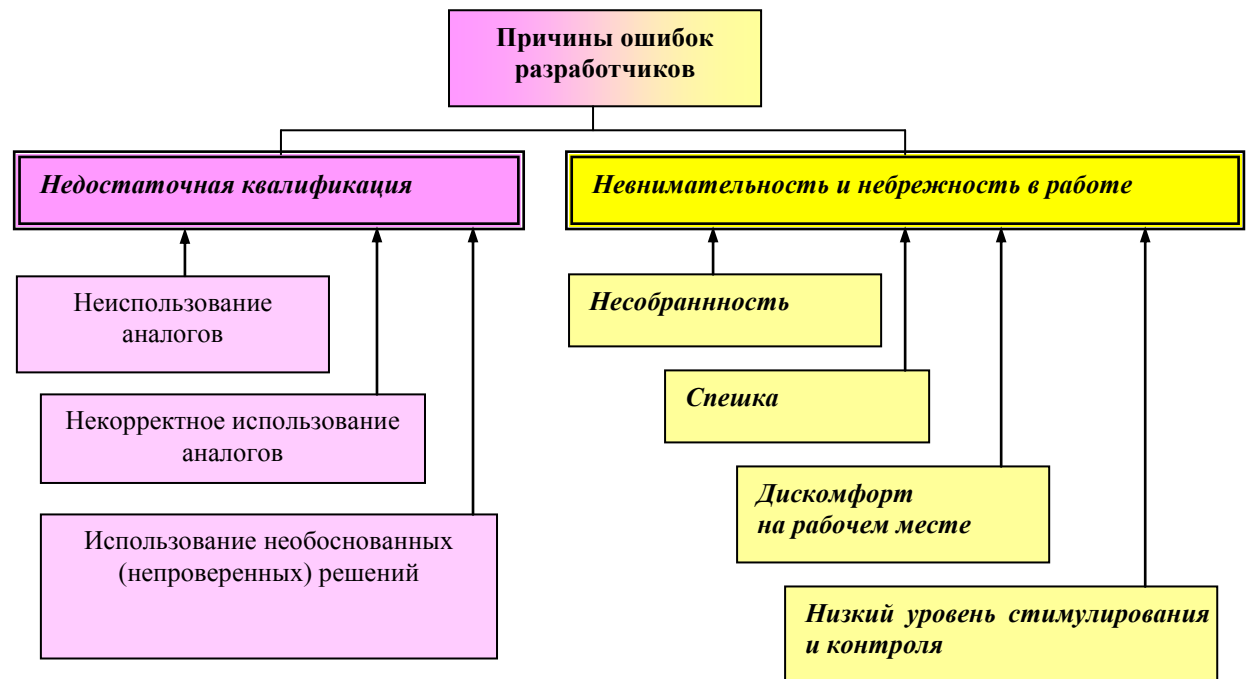 Причины ошибок
разработчиков
Недостаточная квалификация
Невнимательность и небрежность в работе
Неиспользование
аналогов
Некорректное использование
аналогов
Использование необоснованных
(непроверенных) решений
Несобраннность
Спешка
Дискомфорт
на рабочем месте
Низкий уровень стимулирования
и контроля